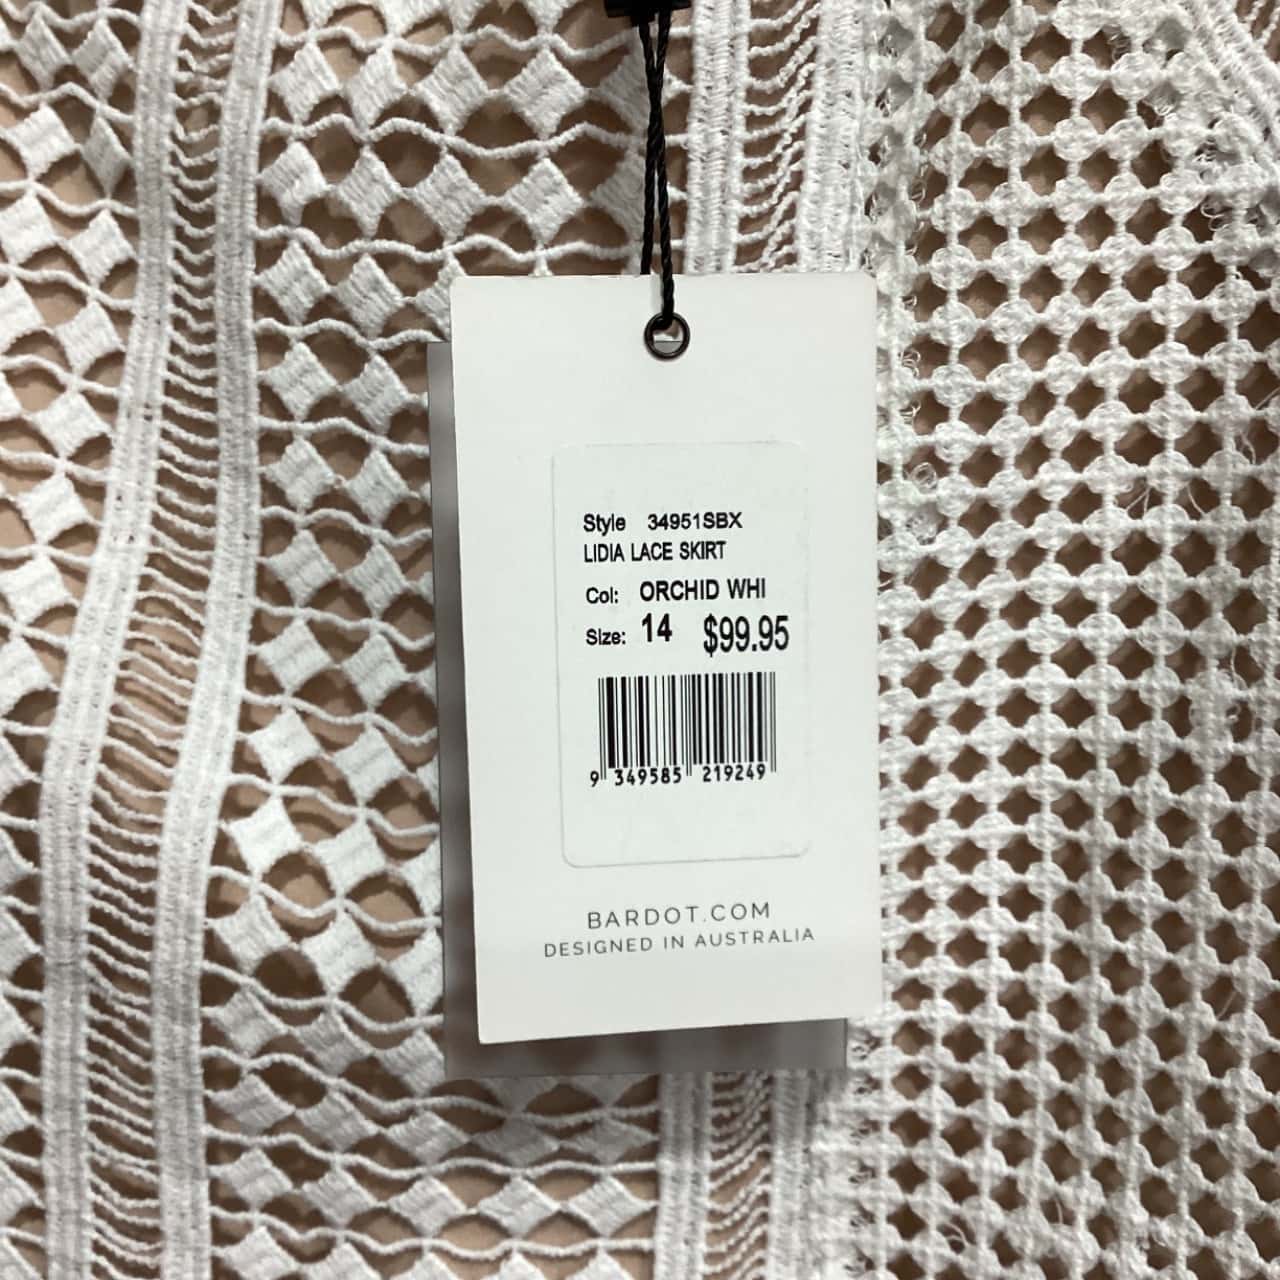 Style 34951SBX
LIDIA LACE SKIRT
Col: ORCHID WHI
Size: 14 $99.95
9 349585 219249
BARDOT.COM
DESIGNED IN AUSTRALIA